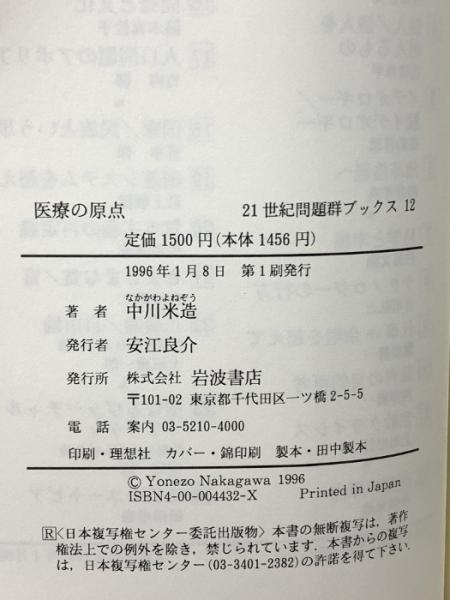 医療の原点　21世紀問題群ブックス 12
定価 1500 円 (本体 1456 円)
1996 年 1 月 8 日　第 1 刷発行
なかがわよねぞう
著　者　中川米造
発行者　安江良介
発行所　株式会社 岩波書店
〒101-02 東京都千代田区一ツ橋 2-5-5
電　話　案内　03-5210-4000
印刷・理想社　カバー・錦印刷　製本・田中製本
© Yonezo Nakagawa 1996
ISBN4-00-004432-X　Printed in Japan
Ⓡ〈日本複写権センター委託出版物〉本書の無断複写は，著作
権法上での例外を除き，禁じられています．本書からの複写
は，日本複写権センター (03-3401-2382) の許諾を得て下さい．